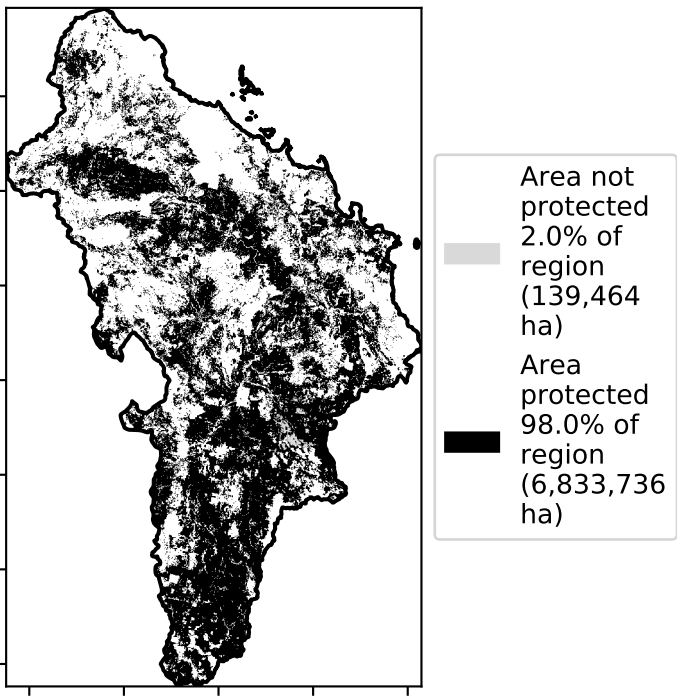 Area not
protected
2.0% of
region
(139,464
ha)
Area
protected
98.0% of
region
(6,833,736
ha)